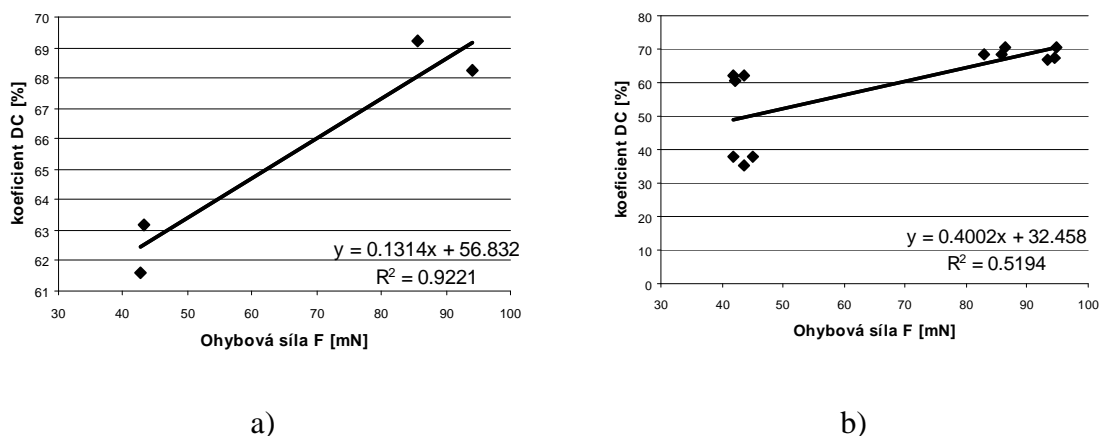 70
69
68
67
66
65
64
63
62
61
koeficient DC [%]
y = 0.1314x + 56.832
R² = 0.9221
30 40 50 60 70 80 90 100
Ohybová síla F [mN]
a)
80
70
60
50
40
30
20
10
0
koeficient DC [%]
y = 0.4002x + 32.458
R² = 0.5194
30 40 50 60 70 80 90 100
Ohybová síla F [mN]
b)